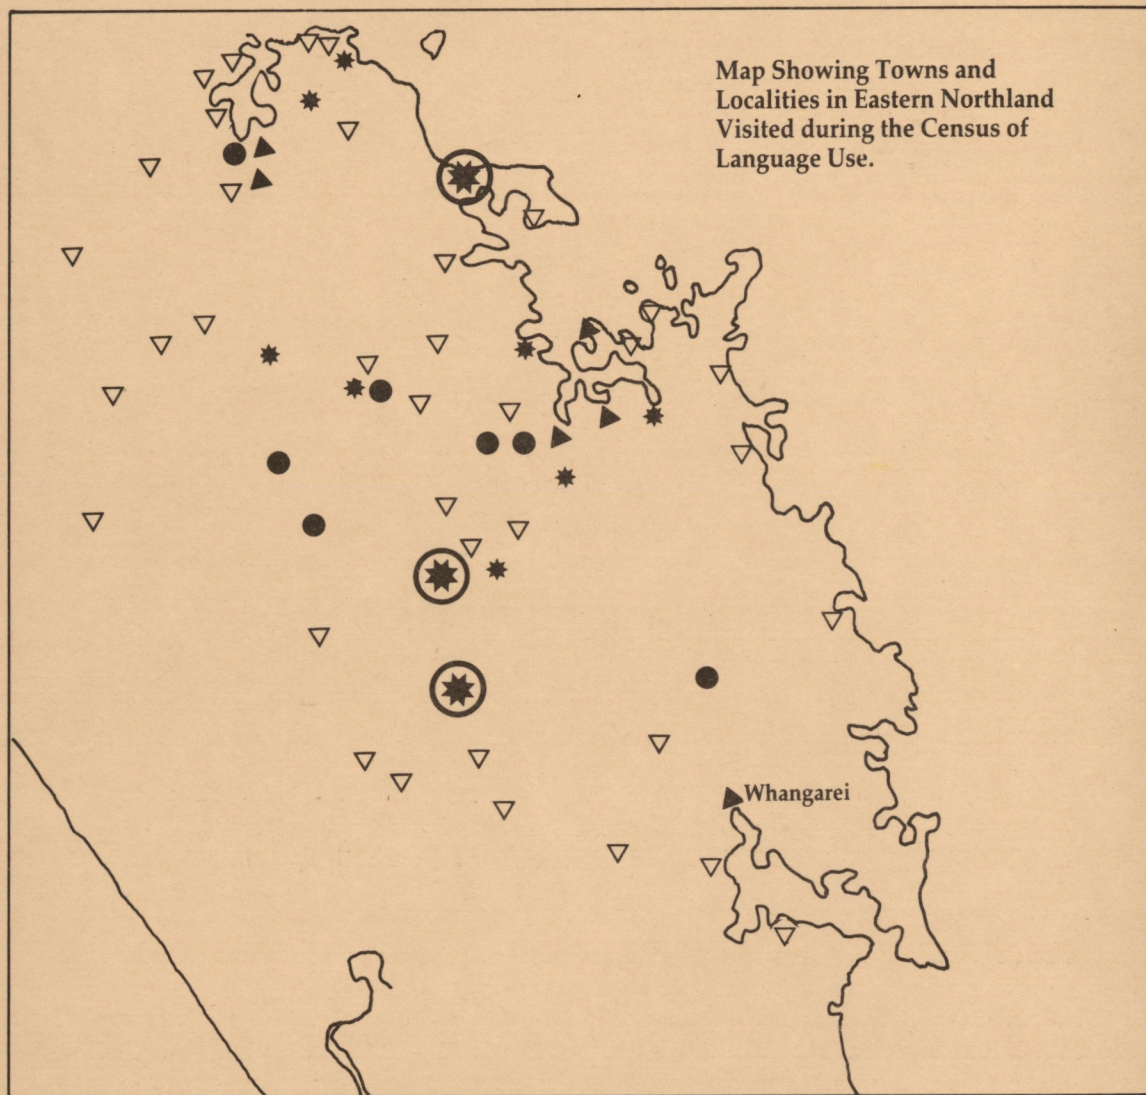 Map Showing Towns and
Localities in Eastern Northland
Visited during the Census of
Language Use.
Whangarei